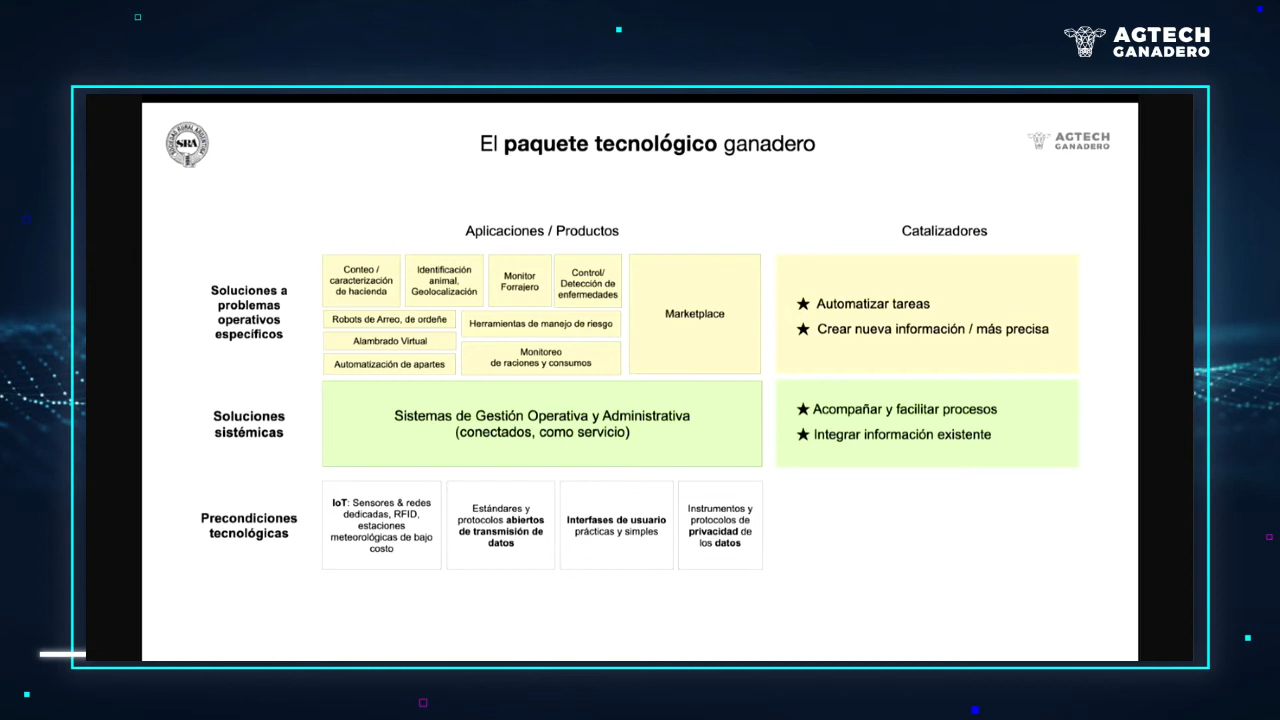 AGTECH
GANADERO
SOCIEDAD RURAL ARGENTINA
SRA
El paquete tecnológico ganadero
AGTECH
GANADERO
Aplicaciones / Productos
Catalizadores
Soluciones a
problemas
operativos
específicos
Conteo /
caracterización
de hacienda
Identificación
animal,
Geolocalización
Monitor
Forrajero
Control/
Detección de
enfermedades
Robots de Arreo, de ordeñe
Alambrado Virtual
Automatización de apartes
Herramientas de manejo de riesgo
Monitoreo
de raciones y consumos
Marketplace
★ Automatizar tareas
★ Crear nueva información / más precisa
Soluciones
sistémicas
Sistemas de Gestión Operativa y Administrativa
(conectados, como servicio)
★ Acompañar y facilitar procesos
★ Integrar información existente
Precondiciones
tecnológicas
IoT: Sensores & redes
dedicadas, RFID,
estaciones
meteorológicas de bajo
costo
Estándares y
protocolos abiertos
de transmisión de
datos
Interfases de usuario
prácticas y simples
Instrumentos y
protocolos de
privacidad de
los datos